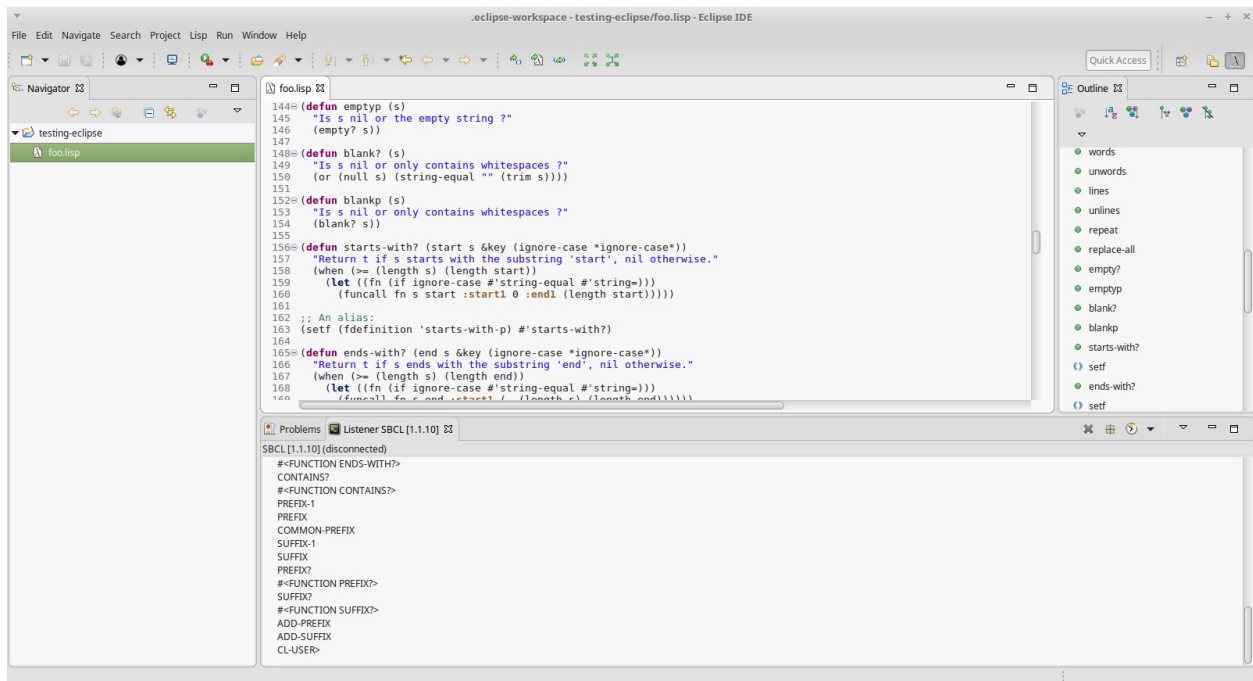 .eclipse-workspace - testing-eclipse/foo.lisp - Eclipse IDE
File Edit Navigate Search Project Lisp Run Window Help
Quick Access
Navigator
testing-eclipse
foo.lisp
foo.lisp
144 (defun emptyp (s)
145 "Is s nil or the empty string ?"
146 (empty? s))
147
148 (defun blank? (s)
149 "Is s nil or only contains whitespaces ?"
150 (or (null s) (string-equal "" (trim s))))
151
152 (defun blankp (s)
153 "Is s nil or only contains whitespaces ?"
154 (blank? s))
155
156 (defun starts-with? (start s &key (ignore-case *ignore-case*))
157 "Return t if s starts with the substring 'start', nil otherwise."
158 (when (>= (length s) (length start))
159 (let ((fn (if ignore-case #'string-equal #'string=)))
160 (funcall fn s start :start1 0 :end1 (length start)))))
161
162 ;; An alias:
163 (setf (fdefinition 'starts-with-p) #'starts-with?)
164
165 (defun ends-with? (end s &key (ignore-case *ignore-case*))
166 "Return t if s ends with the substring 'end', nil otherwise."
167 (when (>= (length s) (length end))
168 (let ((fn (if ignore-case #'string-equal #'string=)))
169 (funcall fn s end :start1 (- (length s) (length end))))))
Outline
words
unwords
lines
unlines
repeat
replace-all
empty?
emptyp
blank?
blankp
starts-with?
setf
ends-with?
setf
Problems
Listener SBCL [1.1.10]
SBCL [1.1.10] (disconnected)
#<FUNCTION ENDS-WITH?>
CONTAINS?
#<FUNCTION CONTAINS?>
PREFIX-1
PREFIX
COMMON-PREFIX
SUFFIX-1
SUFFIX
PREFIX?
#<FUNCTION PREFIX?>
SUFFIX?
#<FUNCTION SUFFIX?>
ADD-PREFIX
ADD-SUFFIX
CL-USER>